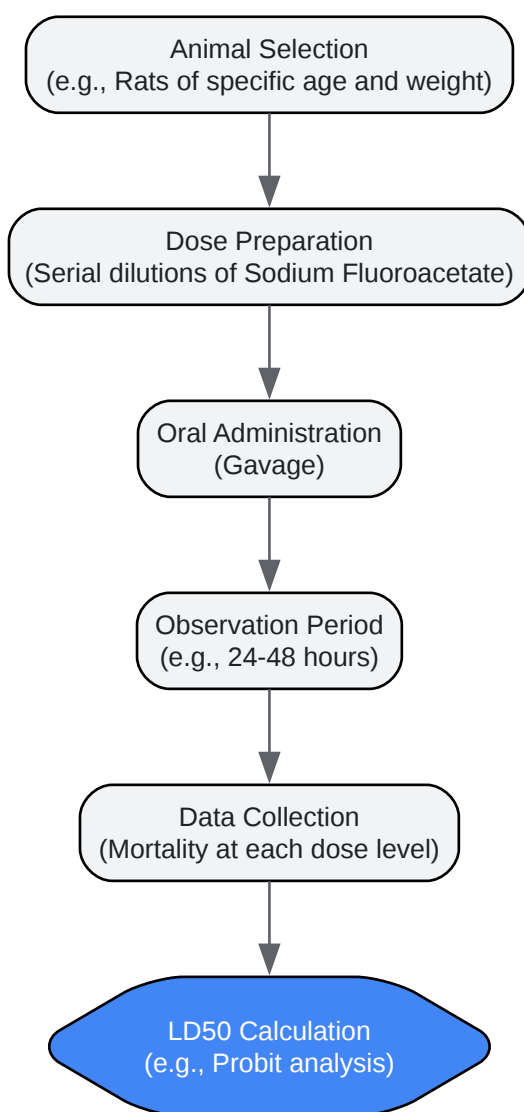 Animal Selection
(e.g., Rats of specific age and weight)
Dose Preparation
(Serial dilutions of Sodium Fluoroacetate)
Oral Administration
(Gavage)
Observation Period
(e.g., 24-48 hours)
Data Collection
(Mortality at each dose level)
LD50 Calculation
(e.g., Probit analysis)